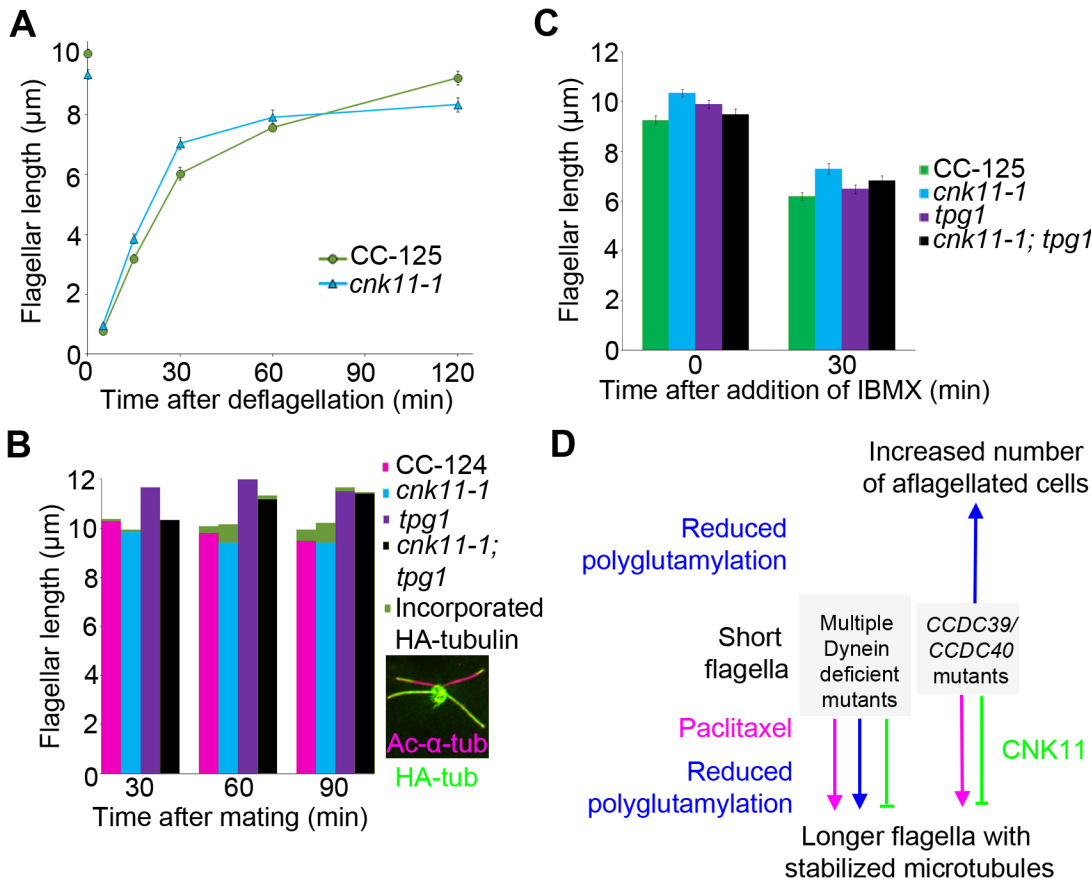 A
Flagellar length (µm)
10
8
6
4
2
0
0
30
60
90
120
Time after deflagellation (min)
CC-125
cnk11-1
B
Flagellar length (µm)
12
10
8
6
4
2
0
30
60
90
Time after mating (min)
CC-124
cnk11-1
tpg1
cnk11-1;
tpg1
Incorporated
HA-tubulin
Ac-α-tub
HA-tub
C
Flagellar length (µm)
12
10
8
6
4
2
0
0
30
Time after addition of IBMX (min)
CC-125
cnk11-1
tpg1
cnk11-1; tpg1
D
Increased number
of aflagellated cells
Reduced
polyglutamylation
Short
flagella
Multiple
Dynein
deficient
mutants
CCDC39/
CCDC40
mutants
Paclitaxel
CNK11
Reduced
polyglutamylation
Longer flagella with
stabilized microtubules